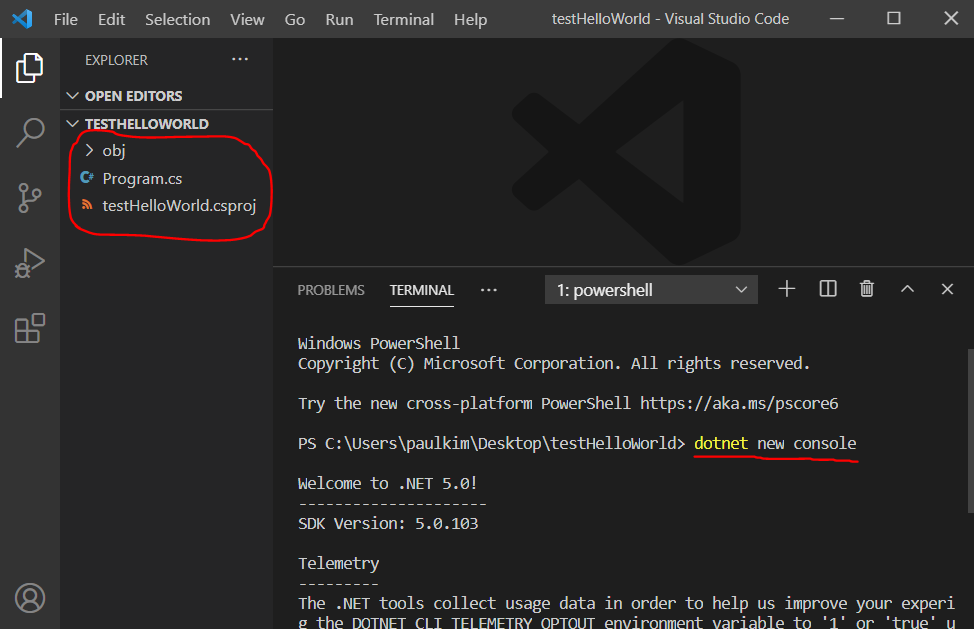 File Edit Selection View Go Run Terminal Help testHelloWorld - Visual Studio Code
EXPLORER
OPEN EDITORS
TESTHELLOWORLD
obj
C# Program.cs
testHelloWorld.csproj
PROBLEMS TERMINAL 1: powershell
Windows PowerShell
Copyright (C) Microsoft Corporation. All rights reserved.
Try the new cross-platform PowerShell https://aka.ms/pscore6
PS C:\Users\paulkim\Desktop\testHelloWorld> dotnet new console
Welcome to .NET 5.0!
---------------------
SDK Version: 5.0.103
Telemetry
---------
The .NET tools collect usage data in order to help us improve your experi
g the DOTNET_CLI_TELEMETRY_OPTOUT environment variable to '1' or 'true' u